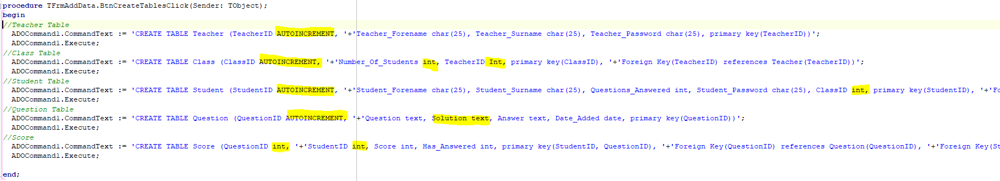 procedure TFrmAddData.BtnCreateTablesClick(Sender: TObject);
begin
//Teacher Table
ADOCommand1.CommandText := 'CREATE TABLE Teacher (TeacherID AUTOINCREMENT, '+'Teacher_Forename char(25), Teacher_Surname char(25), Teacher_Password char(25), primary key(TeacherID))';
ADOCommand1.Execute;
//Class Table
ADOCommand1.CommandText := 'CREATE TABLE Class (ClassID AUTOINCREMENT, '+'Number_Of_Students int, TeacherID Int, primary key(ClassID), '+'Foreign Key(TeacherID) references Teacher(TeacherID))';
ADOCommand1.Execute;
//Student Table
ADOCommand1.CommandText := 'CREATE TABLE Student (StudentID AUTOINCREMENT, '+'Student_Forename char(25), Student_Surname char(25), Questions_Answered int, Student_Password char(25), ClassID int, primary key(StudentID), '+'Fo
ADOCommand1.Execute;
//Question Table
ADOCommand1.CommandText := 'CREATE TABLE Question (QuestionID AUTOINCREMENT, '+'Question text, Solution text, Answer text, Date_Added date, primary key(QuestionID))';
ADOCommand1.Execute;
//Score
ADOCommand1.CommandText := 'CREATE TABLE Score (QuestionID int, '+'StudentID int, Score int, Has_Answered int, primary key(StudentID, QuestionID), '+'Foreign Key(QuestionID) references Question(QuestionID), '+'Foreign Key(St
ADOCommand1.Execute;
end;